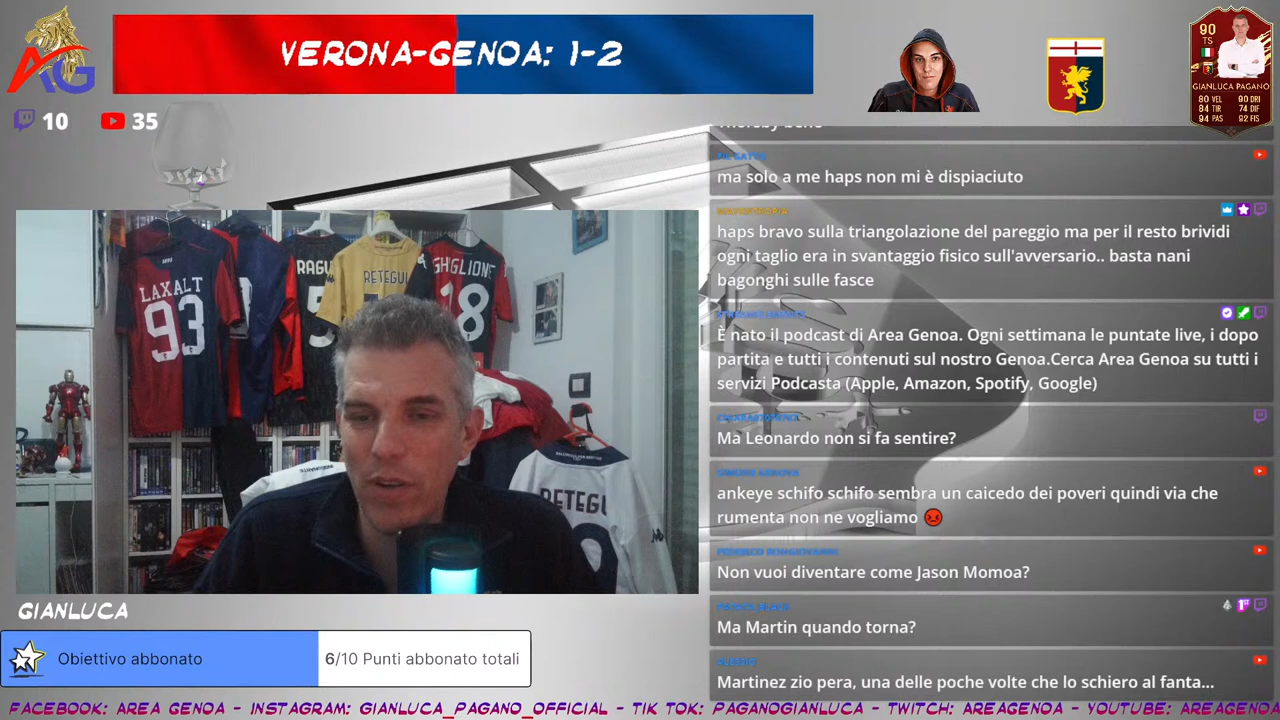 AG
VERONA-GENOA: 1-2
90
TS
GIANLUCA PAGANO
80 VEL 90 DRI
84 TIR 74 DIF
94 PAS 92 FIS
10
35
ma solo a me haps non mi è dispiaciuto
haps bravo sulla triangolazione del pareggio ma per il resto brividi
ogni taglio era in svantaggio fisico sull'avversario.. basta nani
bagonghi sulle fasce
È nato il podcast di Area Genoa. Ogni settimana le puntate live, i dopo
partita e tutti i contenuti sul nostro Genoa.Cerca Area Genoa su tutti i
servizi Podcasta (Apple, Amazon, Spotify, Google)
Ma Leonardo non si fa sentire?
ankeye schifo schifo sembra un caicedo dei poveri quindi via che
rumenta non ne vogliamo
Non vuoi diventare come Jason Momoa?
Ma Martin quando torna?
Martinez zio pera, una delle poche volte che lo schiero al fanta...
LAXALT
93
RAGU
5
RETEGUI
GHIGLIONE
18
RETEGU
GIANLUCA
Obiettivo abbonato
6/10 Punti abbonato totali
FACEBOOK: AREA GENOA - INSTAGRAM: GIANLUCA_PAGANO_OFFICIAL - TIK TOK: PAGANOGIANLUCA - TWITCH: AREAGENOA - YOUTUBE: AREAGENOA